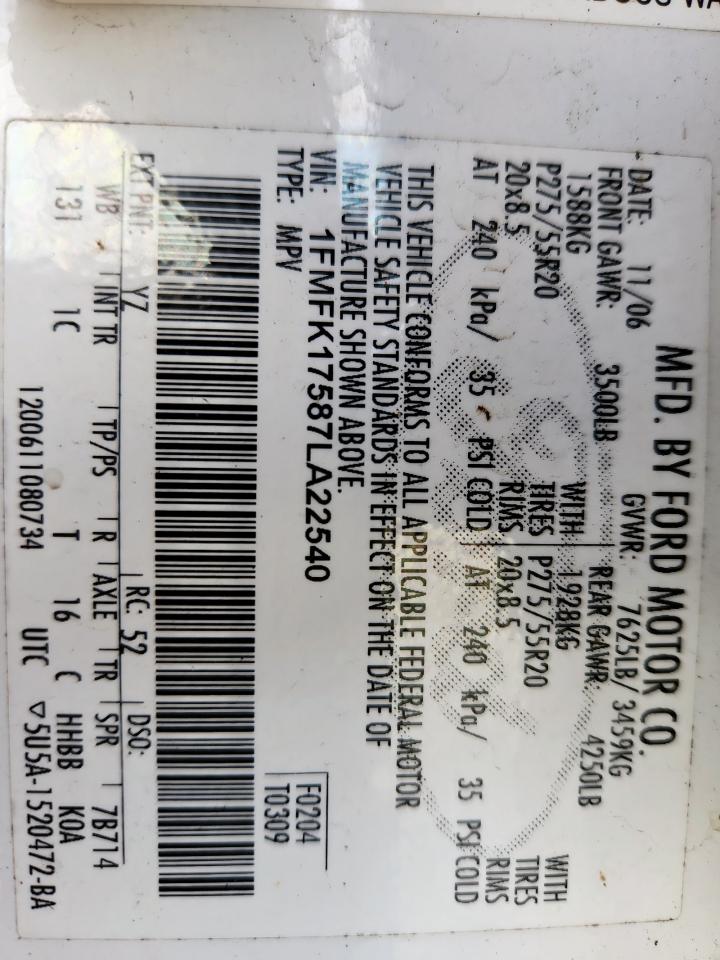 MFD. BY FORD MOTOR CO.
DATE: 11/06 GVWR: 7625LB/ 3459KG
FRONT GAWR: 3500LB REAR GAWR: 4250LB
1588KG WITH 1928KG WITH
P275/55R20 TIRES P275/55R20 TIRES
20x8.5 RIMS 20x8.5 RIMS
AT 240 kPa/ 35 PSI COLD AT 240 kPa/ 35 PSI COLD
THIS VEHICLE CONFORMS TO ALL APPLICABLE FEDERAL MOTOR
VEHICLE SAFETY STANDARDS IN EFFECT ON THE DATE OF
MANUFACTURE SHOWN ABOVE.
VIN: 1FMFK17587LA22540 F0204
TYPE: MPV T0309
EXT PNT: YZ RC: 52 DSO:
WB INT TR TP/PS R AXLE TR SPR 7B714
131 1C T 16 C HHBB K0A
1200611080734 UTC ▽5U5A-1520472-BA